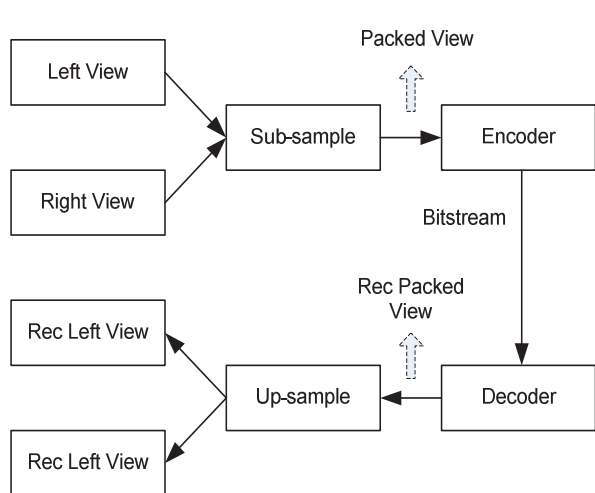 Packed View
Left View
Sub-sample
Encoder
Right View
Bitstream
Rec Packed
View
Rec Left View
Up-sample
Decoder
Rec Left View